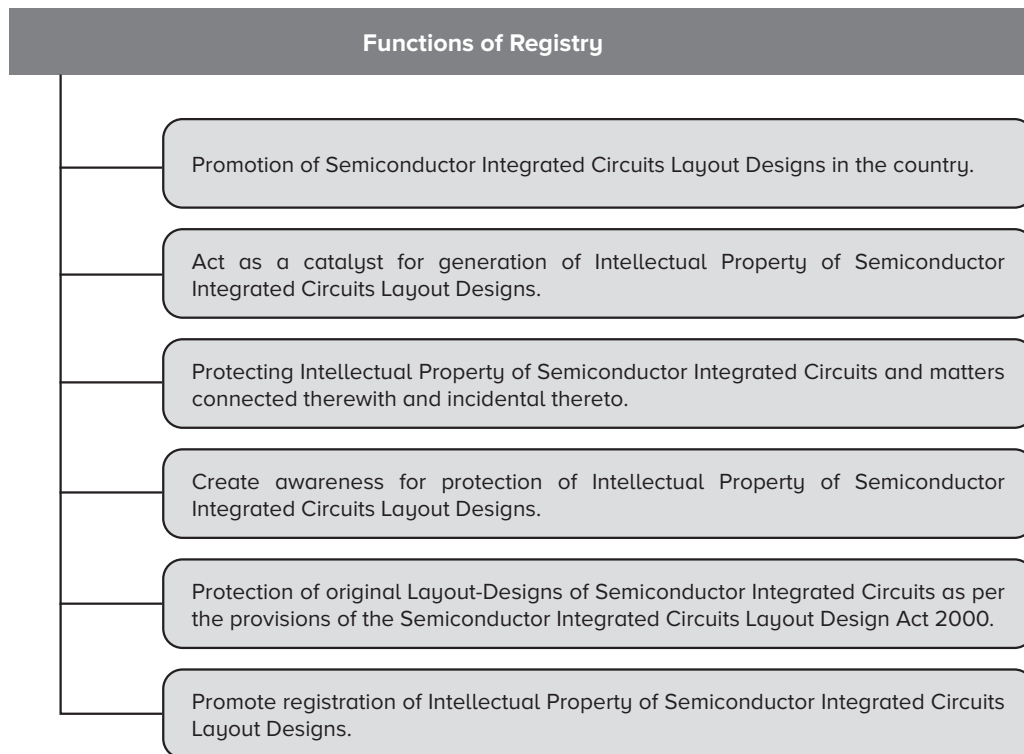 Functions of Registry
Promotion of Semiconductor Integrated Circuits Layout Designs in the country.
Act as a catalyst for generation of Intellectual Property of Semiconductor
Integrated Circuits Layout Designs.
Protecting Intellectual Property of Semiconductor Integrated Circuits and matters
connected therewith and incidental thereto.
Create awareness for protection of Intellectual Property of Semiconductor
Integrated Circuits Layout Designs.
Protection of original Layout-Designs of Semiconductor Integrated Circuits as per
the provisions of the Semiconductor Integrated Circuits Layout Design Act 2000.
Promote registration of Intellectual Property of Semiconductor Integrated Circuits
Layout Designs.